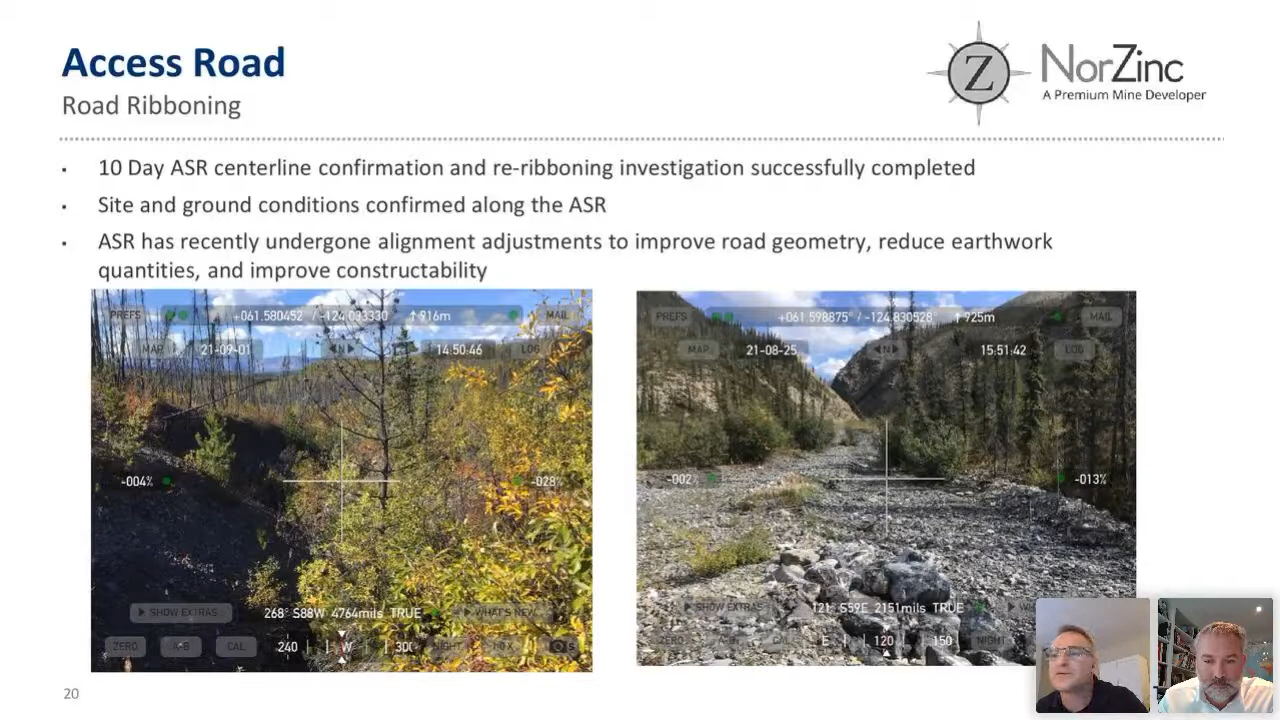 Access Road
Road Ribboning
Z
NorZinc
A Premium Mine Developer
▪ 10 Day ASR centerline confirmation and re-ribboning investigation successfully completed
▪ Site and ground conditions confirmed along the ASR
▪ ASR has recently undergone alignment adjustments to improve road geometry, reduce earthwork
quantities, and improve constructability
PREFS +061.580452 / -124.093330 ↑916m MAIL
MAP 21-09-01 N 14:50:46 LOG
-004% -028%
SHOW EXTRAS 268° S88W 4764mils TRUE WHAT'S NEW
ZERO A-B CAL 240 W 300 NIGHT
PREFS +061.598875° / -124.830528° ↑925m MAIL
MAP 21-08-25 N 15:51:42 LOG
-002 -013%
SHOW EXTRAS 121° S59E 2151mils TRUE
ZERO CAL E 120 150 NIGHT
20